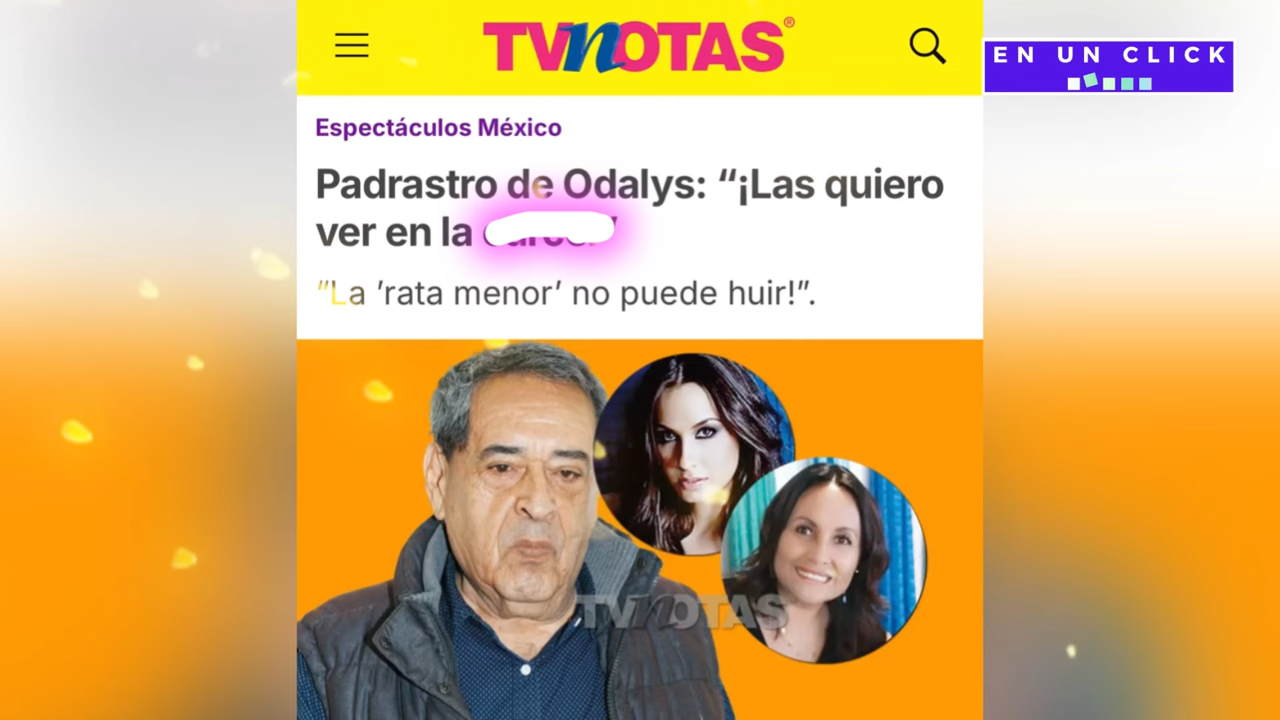 TVnOTAS®
EN UN CLICK
Espectáculos México
Padrastro de Odalys: “¡Las quiero
ver en la
“La ’rata menor’ no puede huir!”.
TVnOTAS